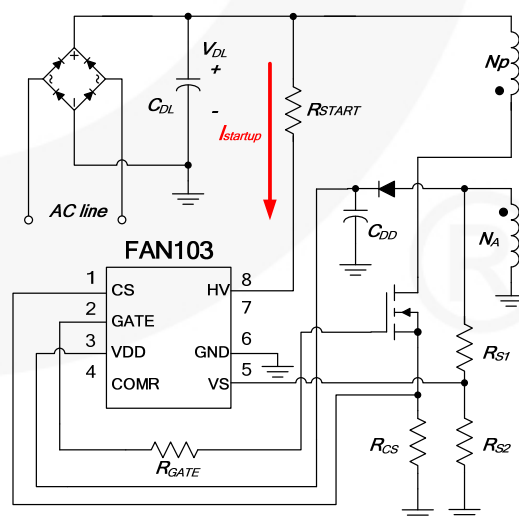 VDL
+
-
CDL
Istartup
RSTART
Np
AC line
CDD
NA
FAN103
1 CS HV 8
2 GATE 7
3 VDD GND 6
4 COMR VS 5
RS1
RGATE
RCS
RS2
®